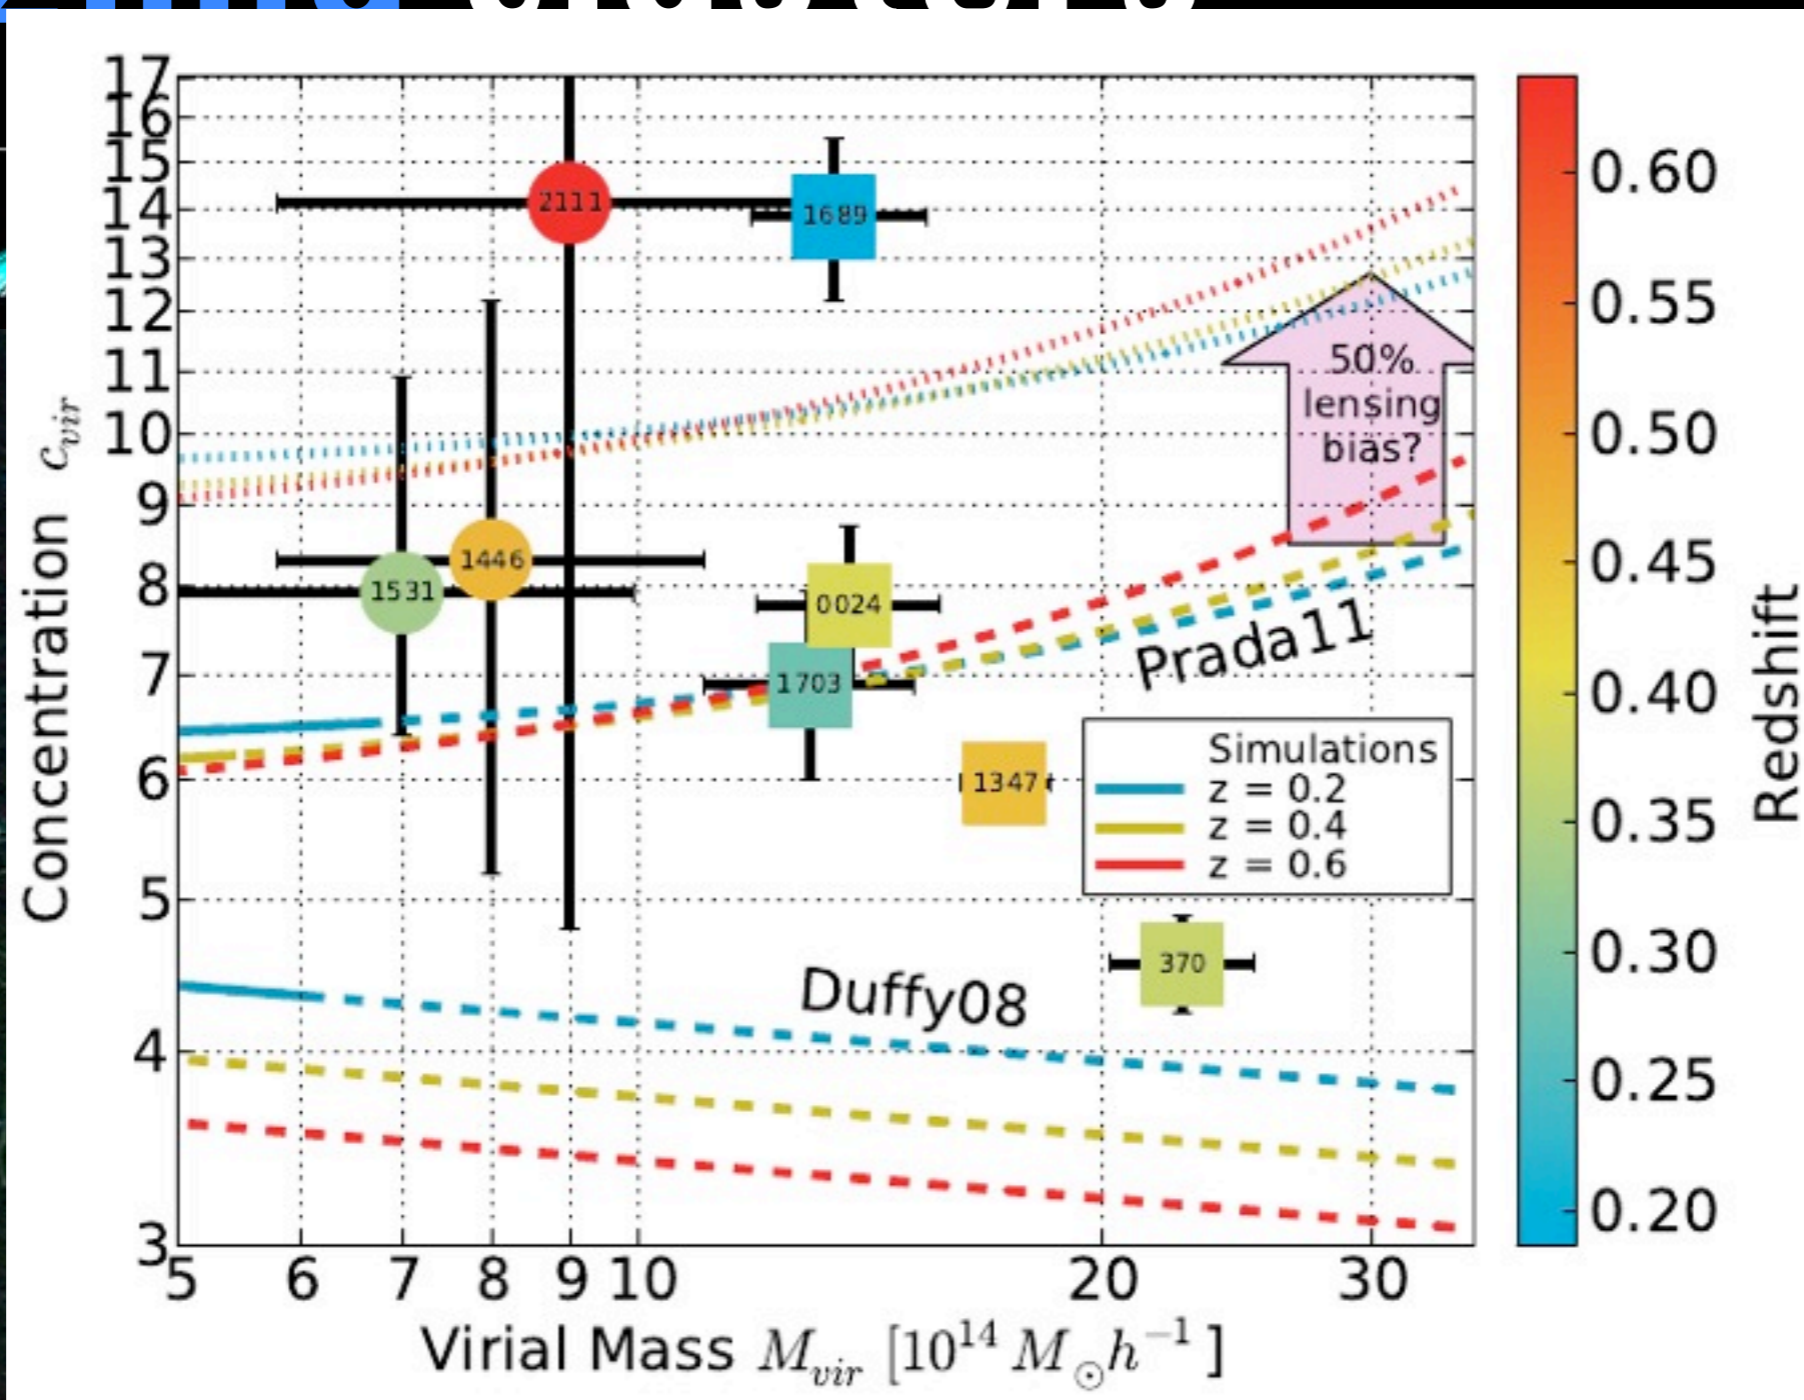 17
16
15
14
13
12
11
10
9
8
7
6
5
4
3
Concentration c_vir
2111
1689
1446
1531
0024
1703
1347
370
50%
lensing
bias?
Prada11
Simulations
z = 0.2
z = 0.4
z = 0.6
Duffy08
5 6 7 8 9 10 20 30
Virial Mass M_vir [10^14 M_⊙ h^−1]
0.60
0.55
0.50
0.45
0.40
0.35
0.30
0.25
0.20
Redshift